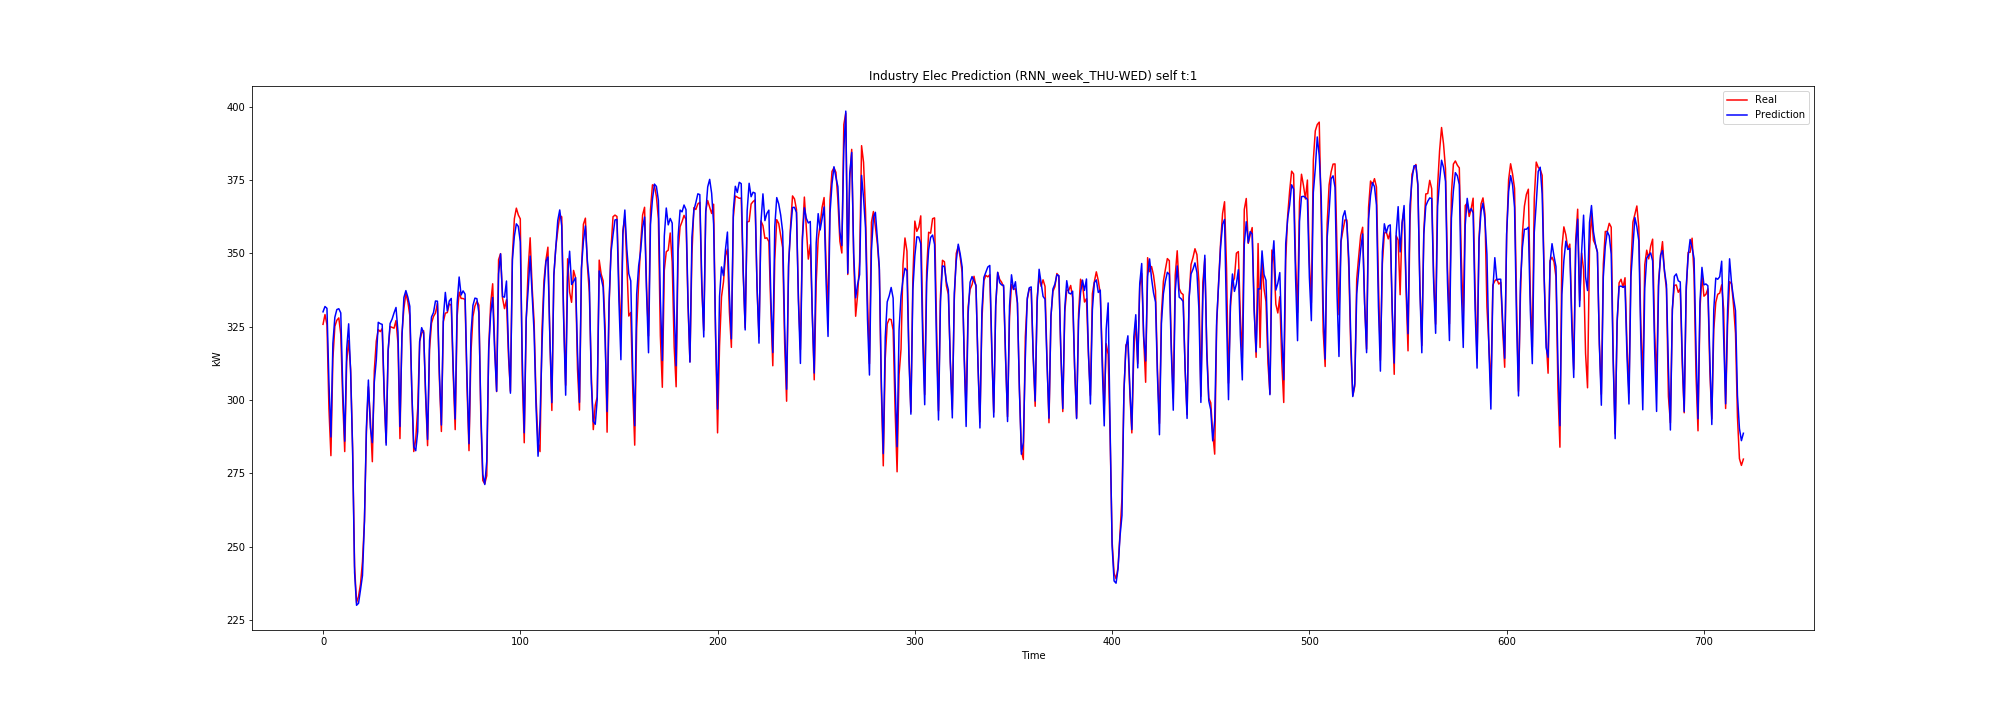 Industry Elec Prediction (RNN_week_THU-WED) self t:1
Real
Prediction
400
375
350
325
300
275
250
225
kW
0 100 200 300 400 500 600 700
Time